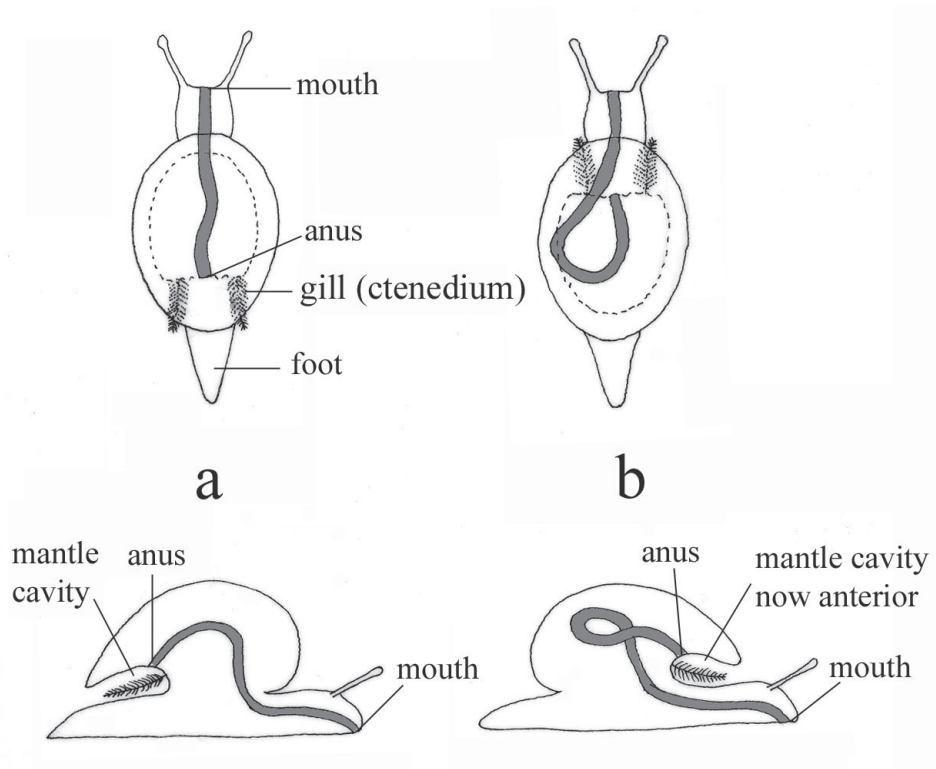 mouth
anus
gill (ctenedium)
foot
a
b
mantle
cavity
anus
mouth
anus
mantle cavity
now anterior
mouth